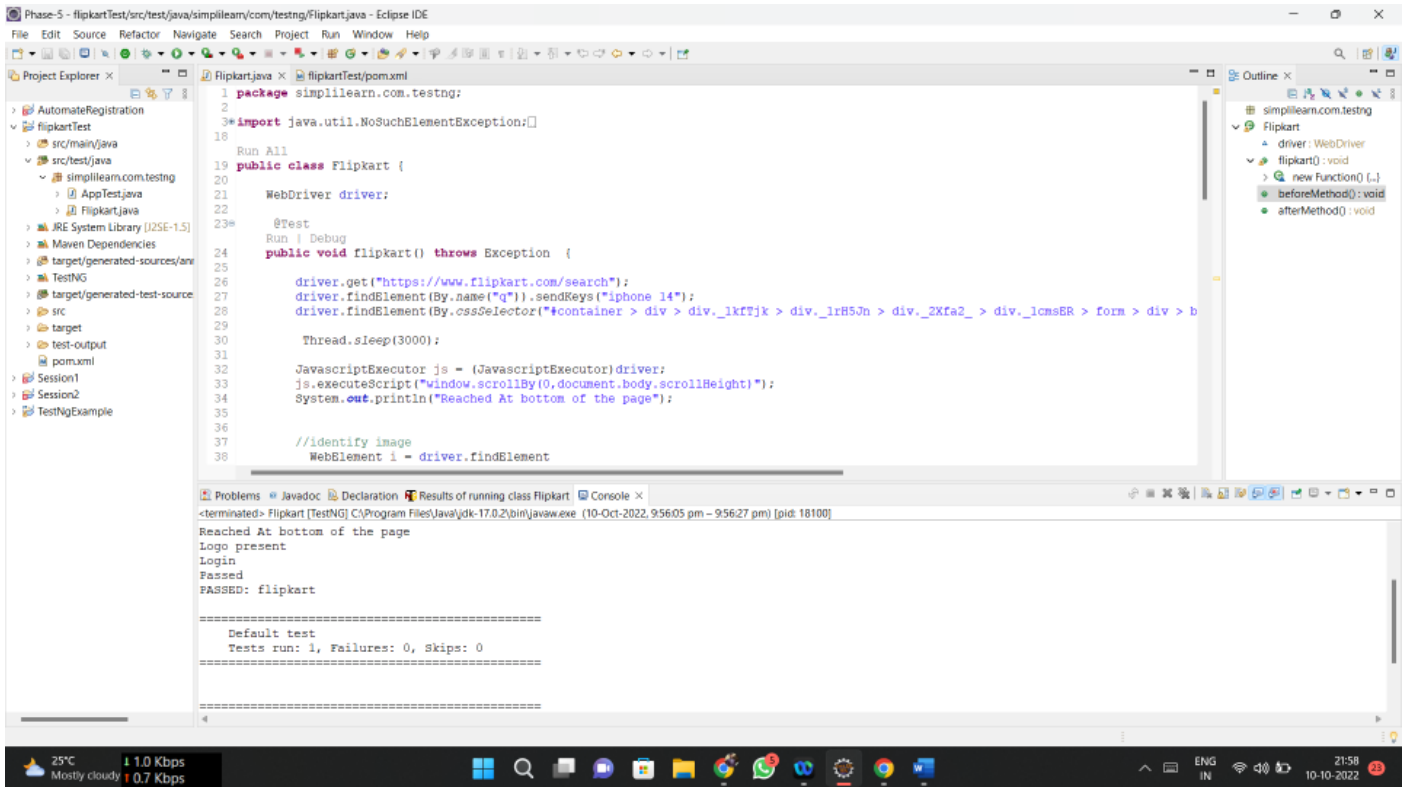 Phase-5 - flipkartTest/src/test/java/simplilearn/com/testng/Flipkart.java - Eclipse IDE
File Edit Source Refactor Navigate Search Project Run Window Help
Project Explorer
AutomateRegistration
flipkartTest
src/main/java
src/test/java
simplilearn.com.testng
AppTest.java
Flipkart.java
JRE System Library [J2SE-1.5]
Maven Dependencies
target/generated-sources/ann
TestNG
target/generated-test-source
src
target
test-output
pom.xml
Session1
Session2
TestNgExample
Flipkart.java flipkartTest/pom.xml
1 package simplilearn.com.testng;
2
3 import java.util.NoSuchElementException;
18
Run All
19 public class Flipkart {
20
21 WebDriver driver;
22
23 @Test
Run | Debug
24 public void flipkart() throws Exception {
25
26 driver.get("https://www.flipkart.com/search");
27 driver.findElement(By.name("q")).sendKeys("iphone 14");
28 driver.findElement(By.cssSelector("#container > div > div._1kfTjk > div._1rH5Jn > div._2Xfa2_ > div._1cmsER > form > div > b
29
30 Thread.sleep(3000);
31
32 JavascriptExecutor js = (JavascriptExecutor)driver;
33 js.executeScript("window.scrollBy(0,document.body.scrollHeight)");
34 System.out.println("Reached At bottom of the page");
35
36
37 //identify image
38 WebElement i = driver.findElement
Outline
simplilearn.com.testng
Flipkart
driver : WebDriver
flipkart() : void
new Function() {...}
beforeMethod() : void
afterMethod() : void
Problems Javadoc Declaration Results of running class Flipkart Console
<terminated> Flipkart [TestNG] C:\Program Files\Java\jdk-17.0.2\bin\javaw.exe (10-Oct-2022, 9:56:05 pm – 9:56:27 pm) [pid: 18100]
Reached At bottom of the page
Logo present
Login
Passed
PASSED: flipkart
===============================================
Default test
Tests run: 1, Failures: 0, Skips: 0
===============================================
===============================================
25°C
Mostly cloudy
1.0 Kbps
0.7 Kbps
5
ENG
IN
21:58
10-10-2022
23